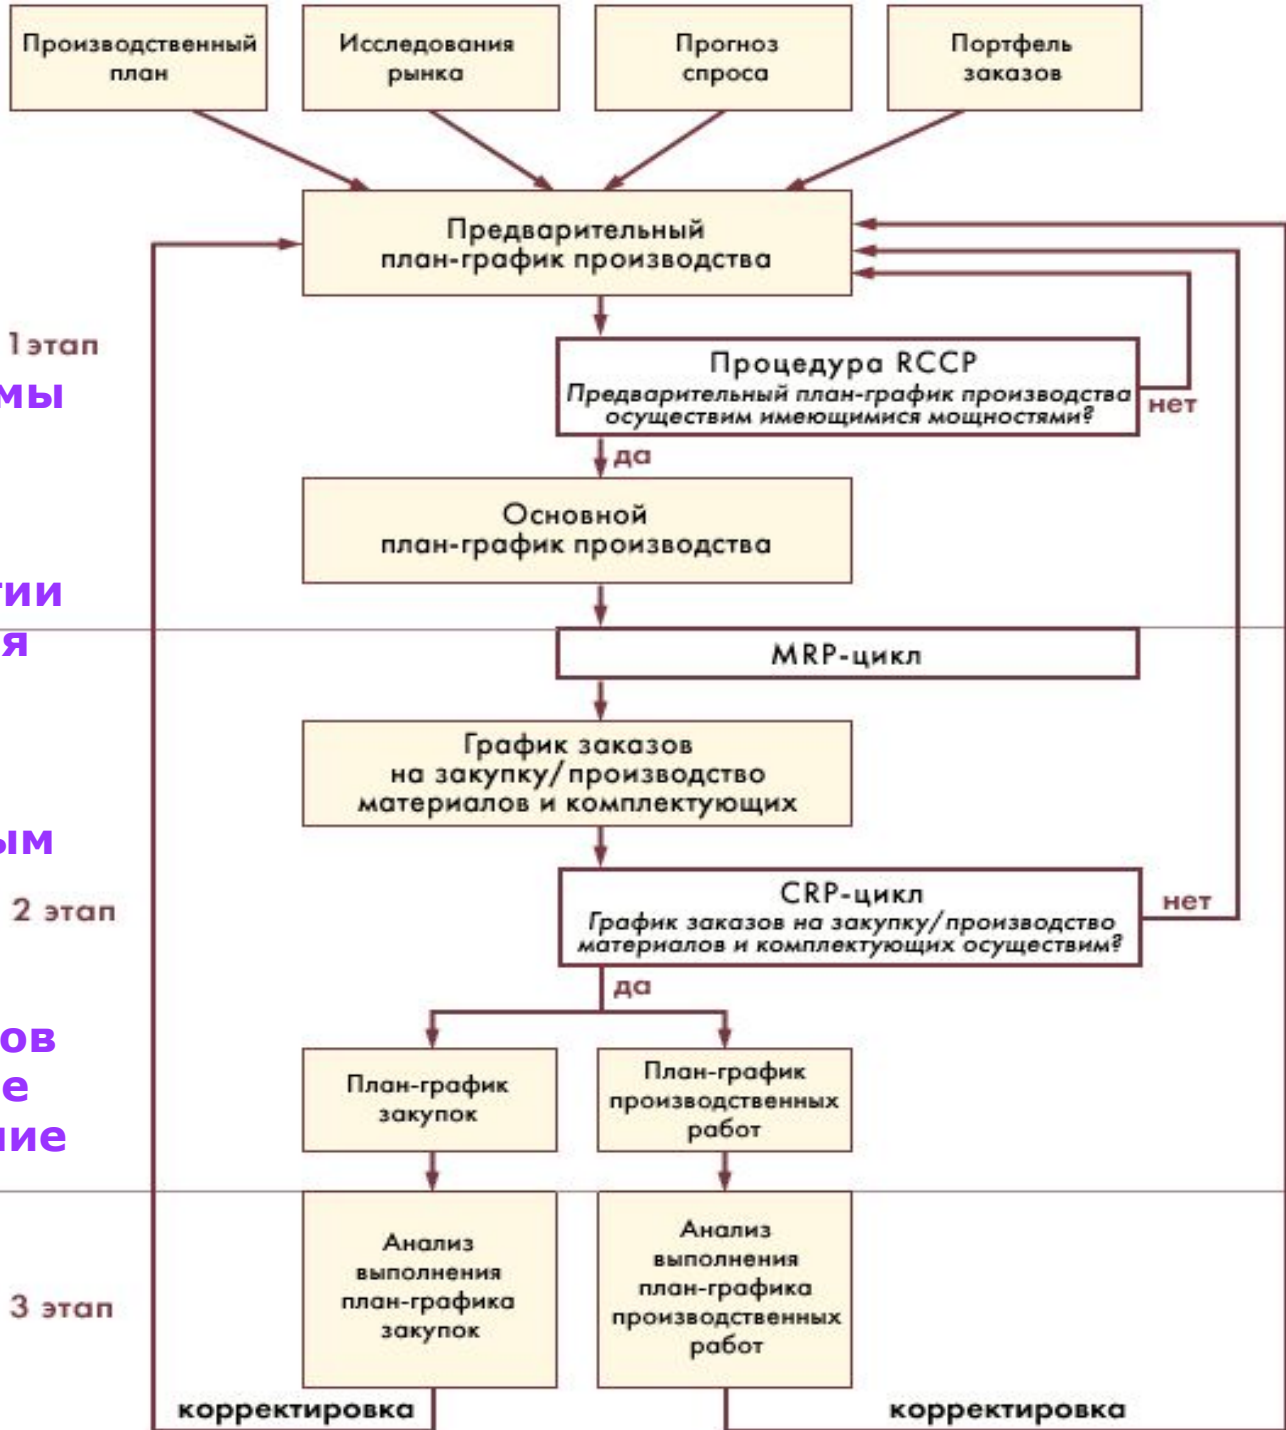 Производственный
план
Исследования
рынка
Прогноз
спроса
Портфель
заказов
Предварительный
план-график производства
1этап
мы
Процедура RCCP
Предварительный план-график производства
осуществим имеющимися мощностями?
нет
да
Основной
план-график производства
гии
я
MRP-цикл
График заказов
на закупку/производство
материалов и комплектующих
ым
2 этап
CRP-цикл
График заказов на закупку/производство
материалов и комплектующих осуществим?
нет
да
ов
е
ние
План-график
закупок
План-график
производственных
работ
3 этап
Анализ
выполнения
план-графика
закупок
Анализ
выполнения
план-графика
производственных
работ
корректировка
корректировка